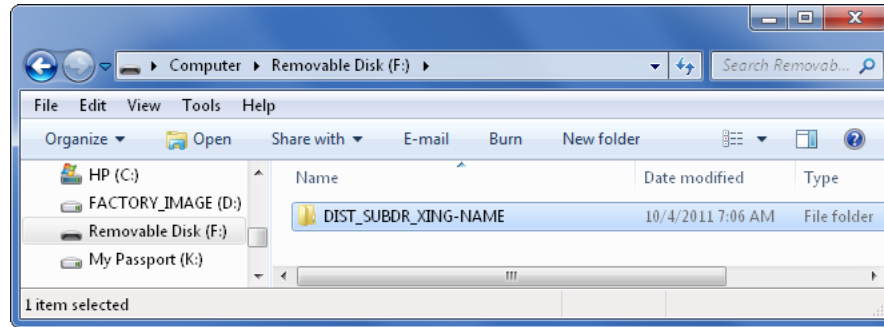 Computer Removable Disk (F:) Search Removab...
File Edit View Tools Help
Organize Open Share with E-mail Burn New folder
HP (C:)
FACTORY_IMAGE (D:)
Removable Disk (F:)
My Passport (K:)
Name Date modified Type
DIST_SUBDR_XING-NAME 10/4/2011 7:06 AM File folder
1 item selected